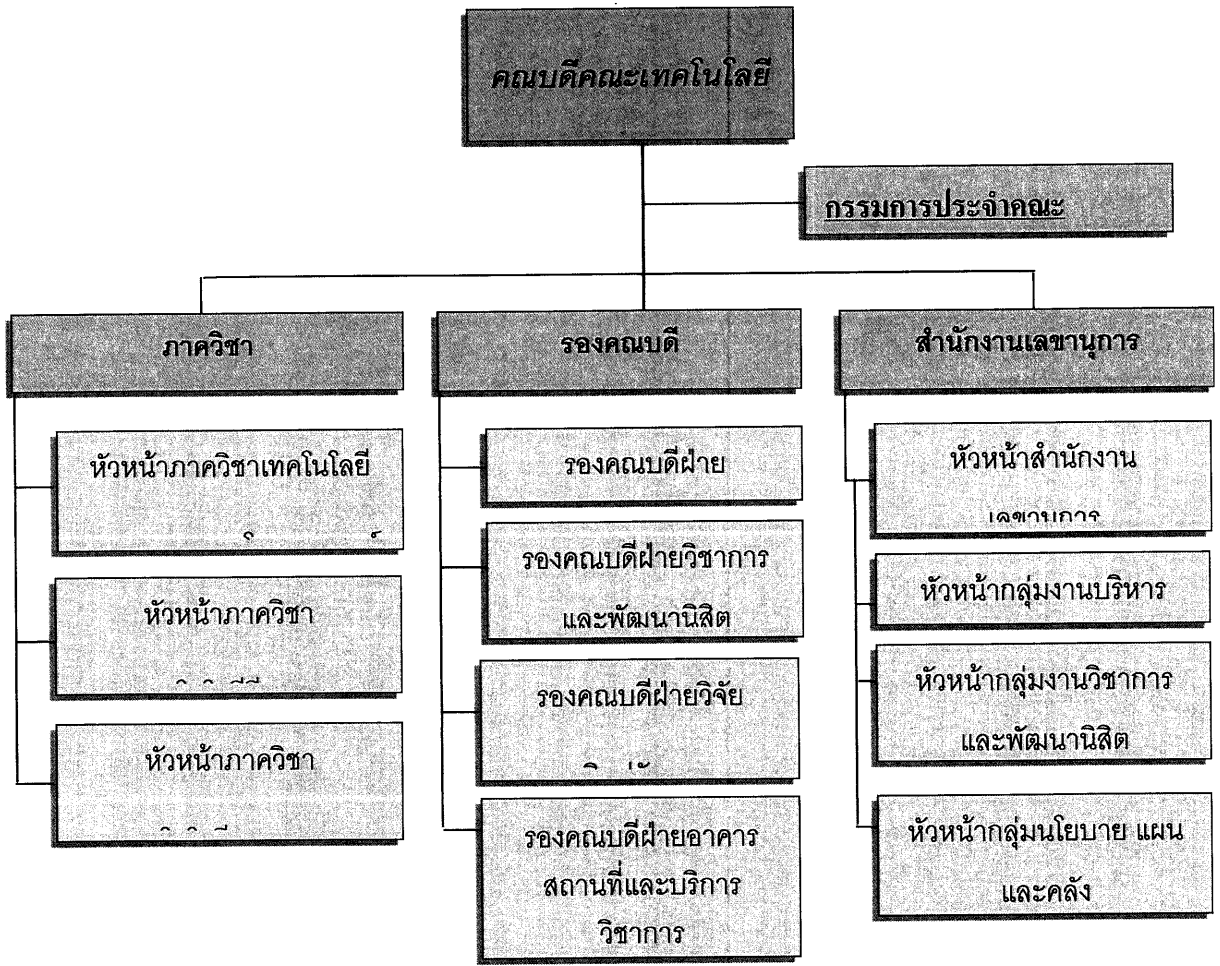 คณบดีคณะเทคโนโลยี
กรรมการประจำคณะ
ภาควิชา
หัวหน้าภาควิชาเทคโนโลยี
หัวหน้าภาควิชา
หัวหน้าภาควิชา
รองคณบดี
รองคณบดีฝ่าย
รองคณบดีฝ่ายวิชาการ
และพัฒนานิสิต
รองคณบดีฝ่ายวิจัย
รองคณบดีฝ่ายอาคาร
สถานที่และบริการ
วิชาการ
สำนักงานเลขานุการ
หัวหน้าสำนักงาน
เลขานุการ
หัวหน้ากลุ่มงานบริหาร
หัวหน้ากลุ่มงานวิชาการ
และพัฒนานิสิต
หัวหน้ากลุ่มนโยบาย แผน
และคลัง